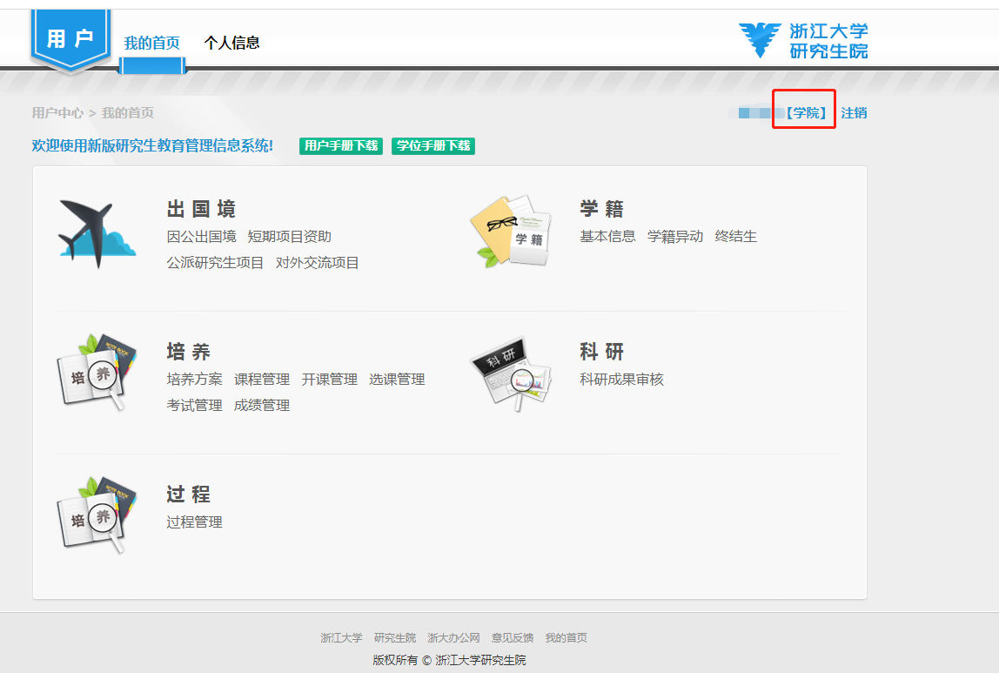 用 户
我的首页 个人信息
浙江大学
研究生院
用户中心 > 我的首页
【学院】 注销
欢迎使用新版研究生教育管理信息系统! 用户手册下载 学位手册下载
出 国 境
因公出国境 短期项目资助
公派研究生项目 对外交流项目
学籍
学 籍
基本信息 学籍异动 终结生
NOTE BOOK
培 养
培 养
培养方案 课程管理 开课管理 选课管理
考试管理 成绩管理
科研
科 研
科研成果审核
NOTE BOOK
培 养
过 程
过程管理
浙江大学 研究生院 浙大办公网 意见反馈 我的首页
版权所有 © 浙江大学研究生院